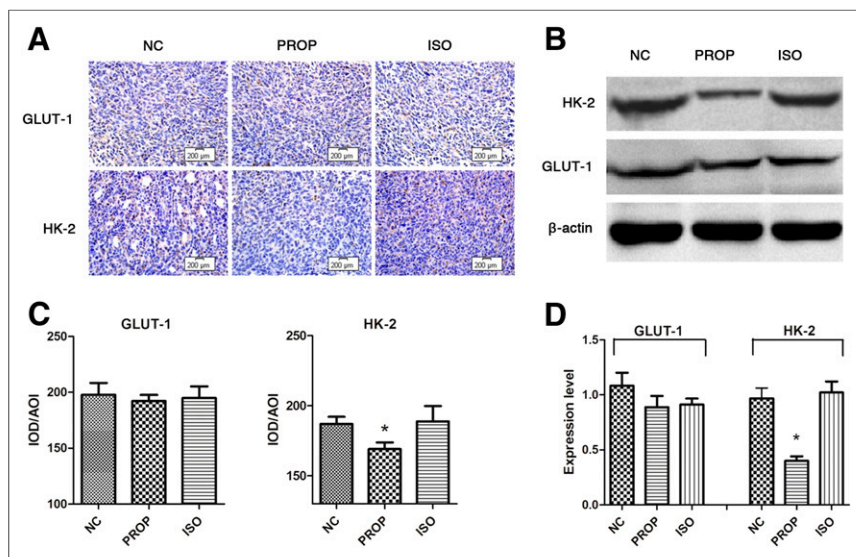 A
NC PROP ISO
GLUT-1
200 μm 200 μm 200 μm
HK-2
200 μm 200 μm 200 μm
B
NC PROP ISO
HK-2
GLUT-1
β-actin
C
GLUT-1
IOD/AOI
250
200
150
100
NC PROP ISO
HK-2
IOD/AOI
250
200
150
*
NC PROP ISO
D
GLUT-1 HK-2
Expression level
1.5
1.0
0.5
0.0
*
NC PROP ISO NC PROP ISO